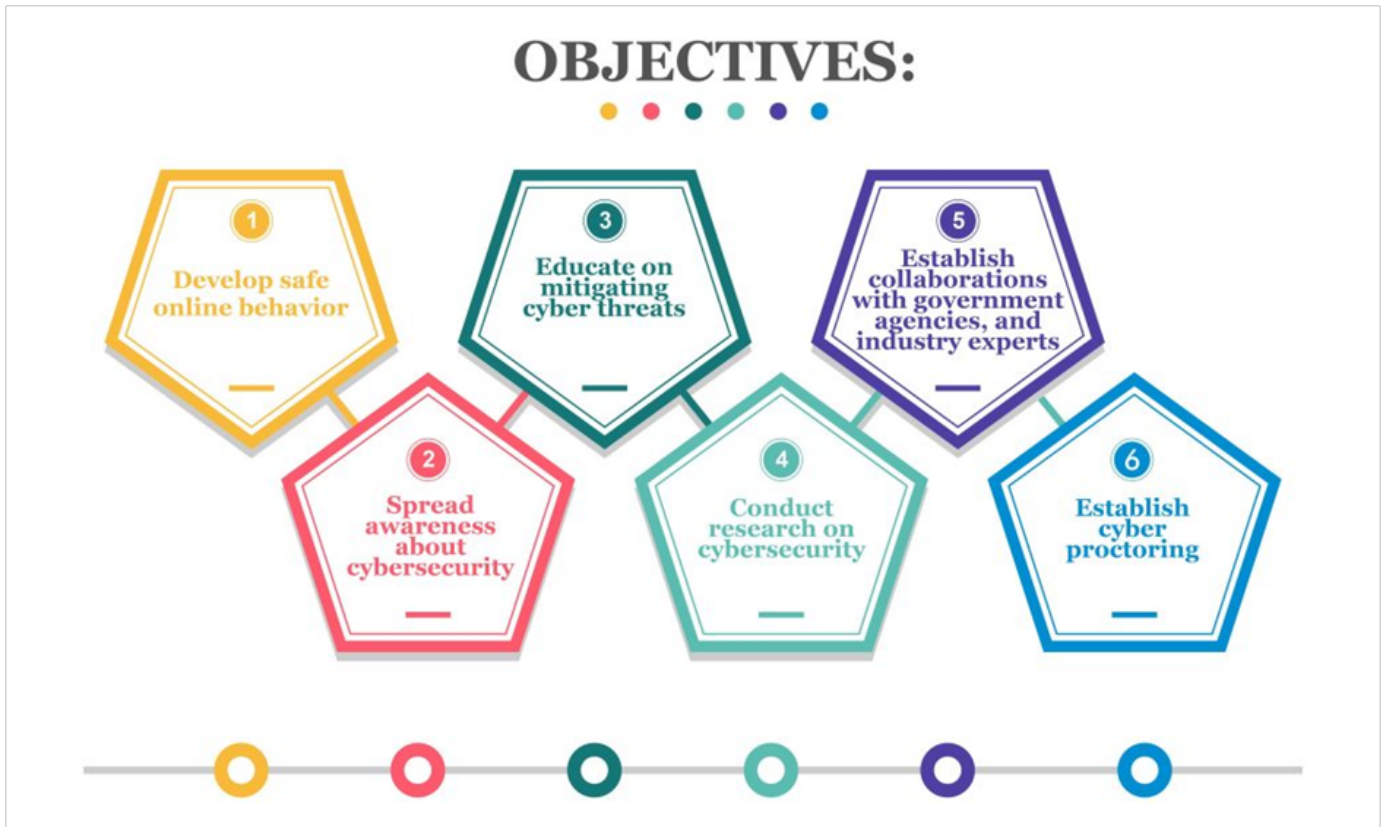 OBJECTIVES:
1
Develop safe
online behavior
2
Spread
awareness
about
cybersecurity
3
Educate on
mitigating
cyber threats
4
Conduct
research on
cybersecurity
5
Establish
collaborations
with government
agencies, and
industry experts
6
Establish
cyber
proctoring